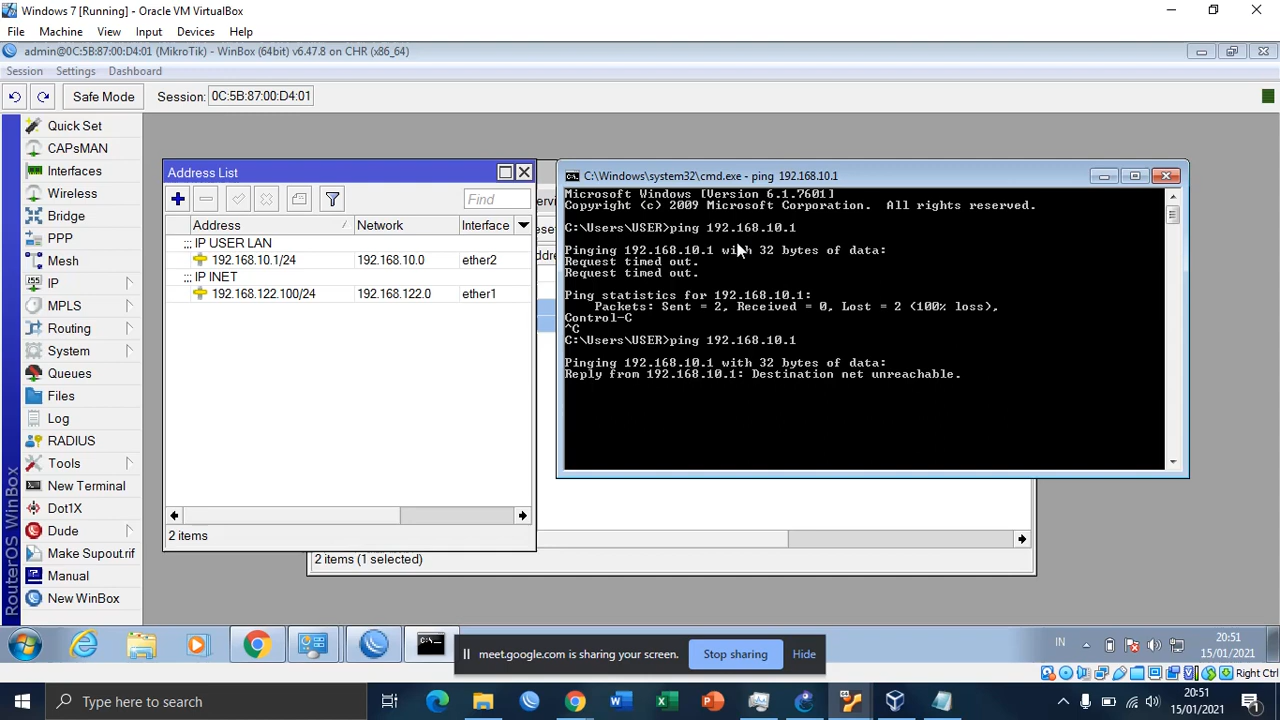 Windows 7 [Running] - Oracle VM VirtualBox
File Machine View Input Devices Help
admin@0C:5B:87:00:D4:01 (MikroTik) - WinBox (64bit) v6.47.8 on CHR (x86_64)
Session Settings Dashboard
Safe Mode Session: 0C:5B:87:00:D4:01
Quick Set
CAPsMAN
Interfaces
Wireless
Bridge
PPP
Mesh
IP
MPLS
Routing
System
Queues
Files
Log
RADIUS
Tools
New Terminal
Dot1X
Dude
Make Supout.rif
Manual
New WinBox
RouterOS WinBox
Address List
Find
Address Network Interface
;;; IP USER LAN
192.168.10.1/24 192.168.10.0 ether2
;;; IP INET
192.168.122.100/24 192.168.122.0 ether1
2 items
2 items (1 selected)
C:\Windows\system32\cmd.exe - ping 192.168.10.1
Microsoft Windows [Version 6.1.7601]
Copyright (c) 2009 Microsoft Corporation. All rights reserved.
C:\Users\USER>ping 192.168.10.1
Pinging 192.168.10.1 with 32 bytes of data:
Request timed out.
Request timed out.
Ping statistics for 192.168.10.1:
Packets: Sent = 2, Received = 0, Lost = 2 (100% loss),
Control-C
^C
C:\Users\USER>ping 192.168.10.1
Pinging 192.168.10.1 with 32 bytes of data:
Reply from 192.168.10.1: Destination net unreachable.
meet.google.com is sharing your screen. Stop sharing Hide
IN
20:51
15/01/2021
Right Ctrl
Type here to search
20:51
15/01/2021